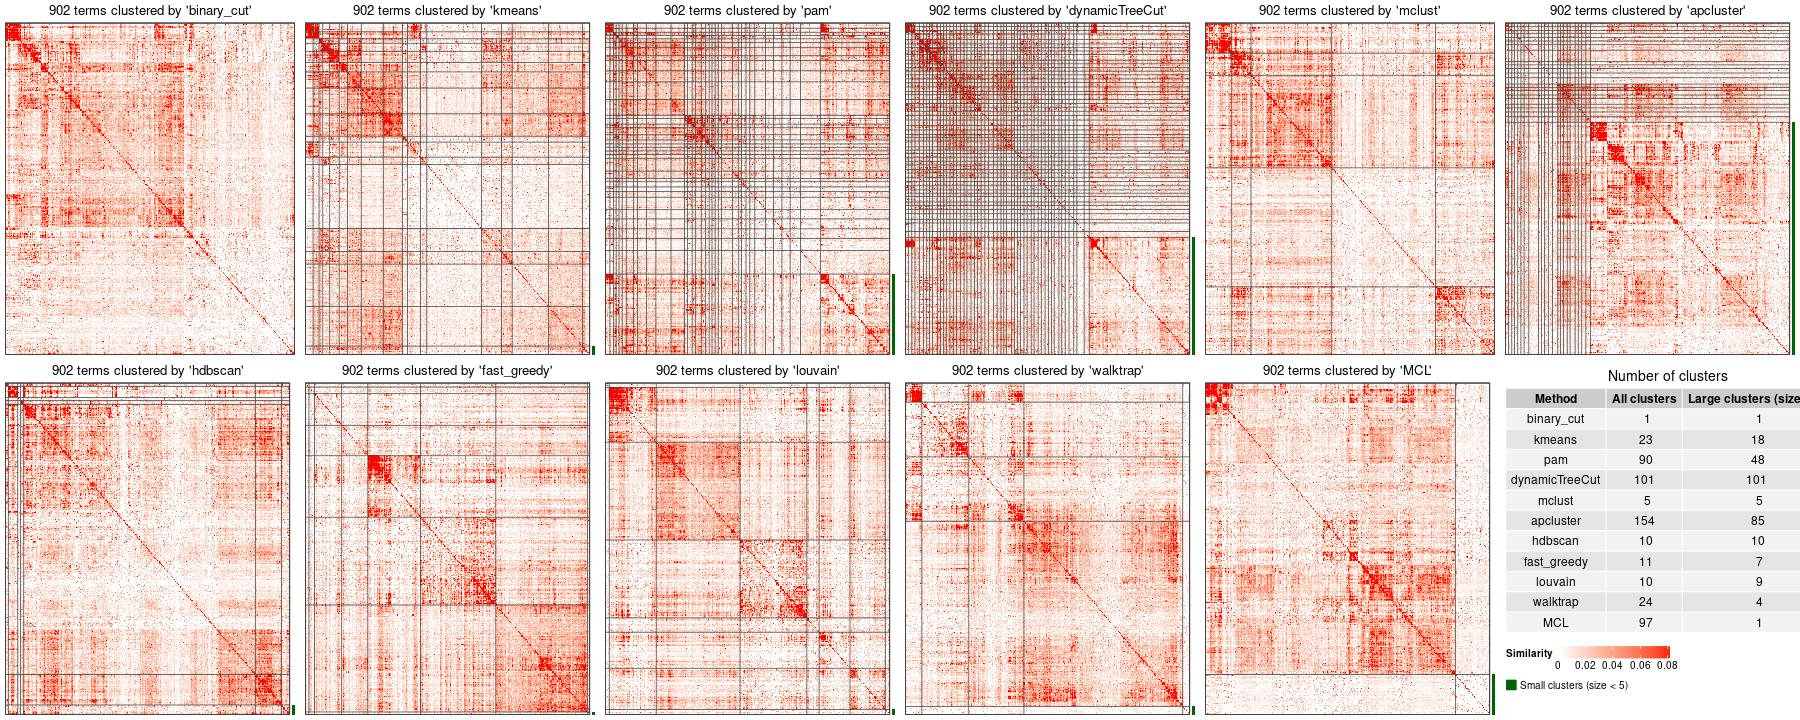 902 terms clustered by 'binary_cut'
902 terms clustered by 'kmeans'
902 terms clustered by 'pam'
902 terms clustered by 'dynamicTreeCut'
902 terms clustered by 'mclust'
902 terms clustered by 'apcluster'
902 terms clustered by 'hdbscan'
902 terms clustered by 'fast_greedy'
902 terms clustered by 'louvain'
902 terms clustered by 'walktrap'
902 terms clustered by 'MCL'
Number of clusters
Method All clusters Large clusters (size
binary_cut 1 1
kmeans 23 18
pam 90 48
dynamicTreeCut 101 101
mclust 5 5
apcluster 154 85
hdbscan 10 10
fast_greedy 11 7
louvain 10 9
walktrap 24 4
MCL 97 1
Similarity
0 0.02 0.04 0.06 0.08
Small clusters (size < 5)